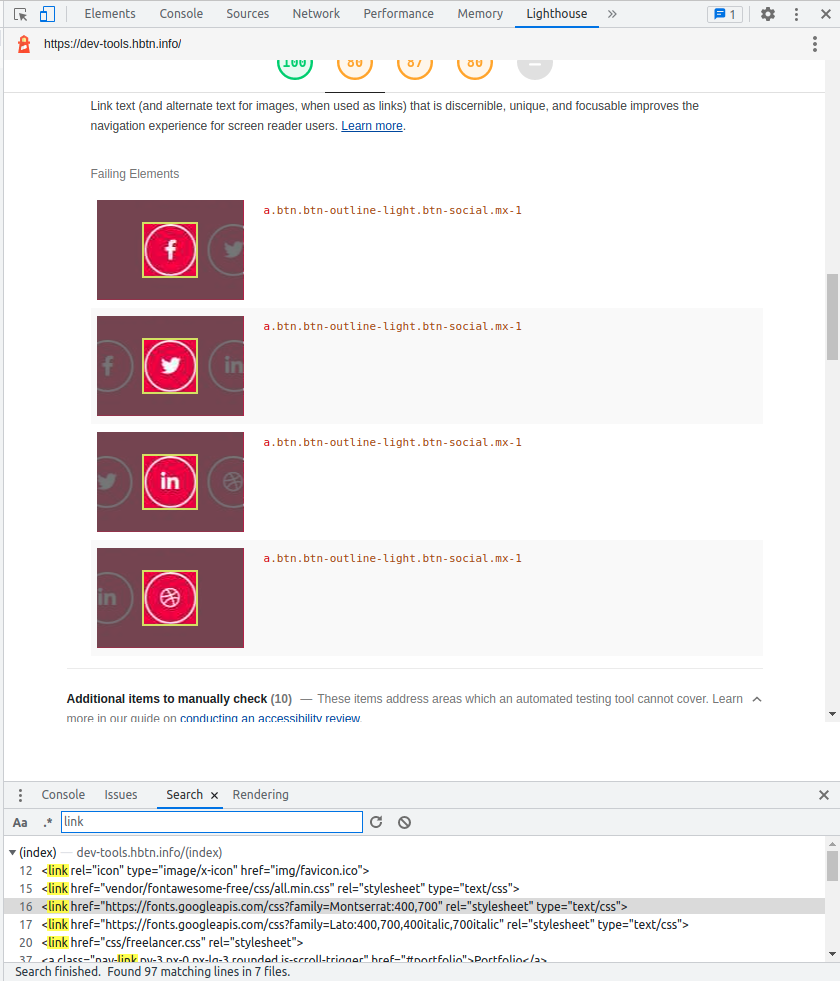 Elements Console Sources Network Performance Memory Lighthouse » 1
https://dev-tools.hbtn.info/
100 80 87 80 —
Link text (and alternate text for images, when used as links) that is discernible, unique, and focusable improves the
navigation experience for screen reader users. Learn more.
Failing Elements
a.btn.btn-outline-light.btn-social.mx-1
a.btn.btn-outline-light.btn-social.mx-1
in
a.btn.btn-outline-light.btn-social.mx-1
in
a.btn.btn-outline-light.btn-social.mx-1
in
Additional items to manually check (10) — These items address areas which an automated testing tool cannot cover. Learn
more in our guide on conducting an accessibility review.
Console Issues Search × Rendering
Aa .* link
(index) — dev-tools.hbtn.info/(index)
12 <link rel="icon" type="image/x-icon" href="img/favicon.ico">
15 <link href="vendor/fontawesome-free/css/all.min.css" rel="stylesheet" type="text/css">
16 <link href="https://fonts.googleapis.com/css?family=Montserrat:400,700" rel="stylesheet" type="text/css">
17 <link href="https://fonts.googleapis.com/css?family=Lato:400,700,400italic,700italic" rel="stylesheet" type="text/css">
20 <link href="css/freelancer.css" rel="stylesheet">
37 <a class="nav-link py-3 px-0 px-lg-3 rounded js-scroll-trigger" href="#portfolio">Portfolio</a>
Search finished. Found 97 matching lines in 7 files.